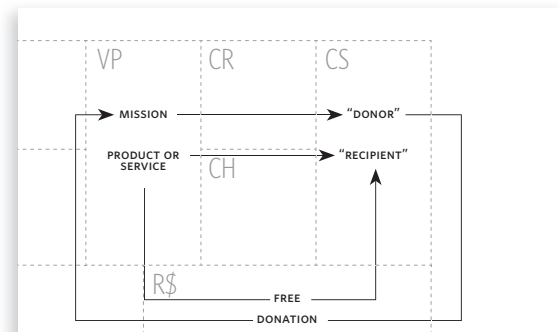 VP
CR
CS
MISSION
“DONOR”
PRODUCT OR
SERVICE
“RECIPIENT”
CH
R$
FREE
DONATION